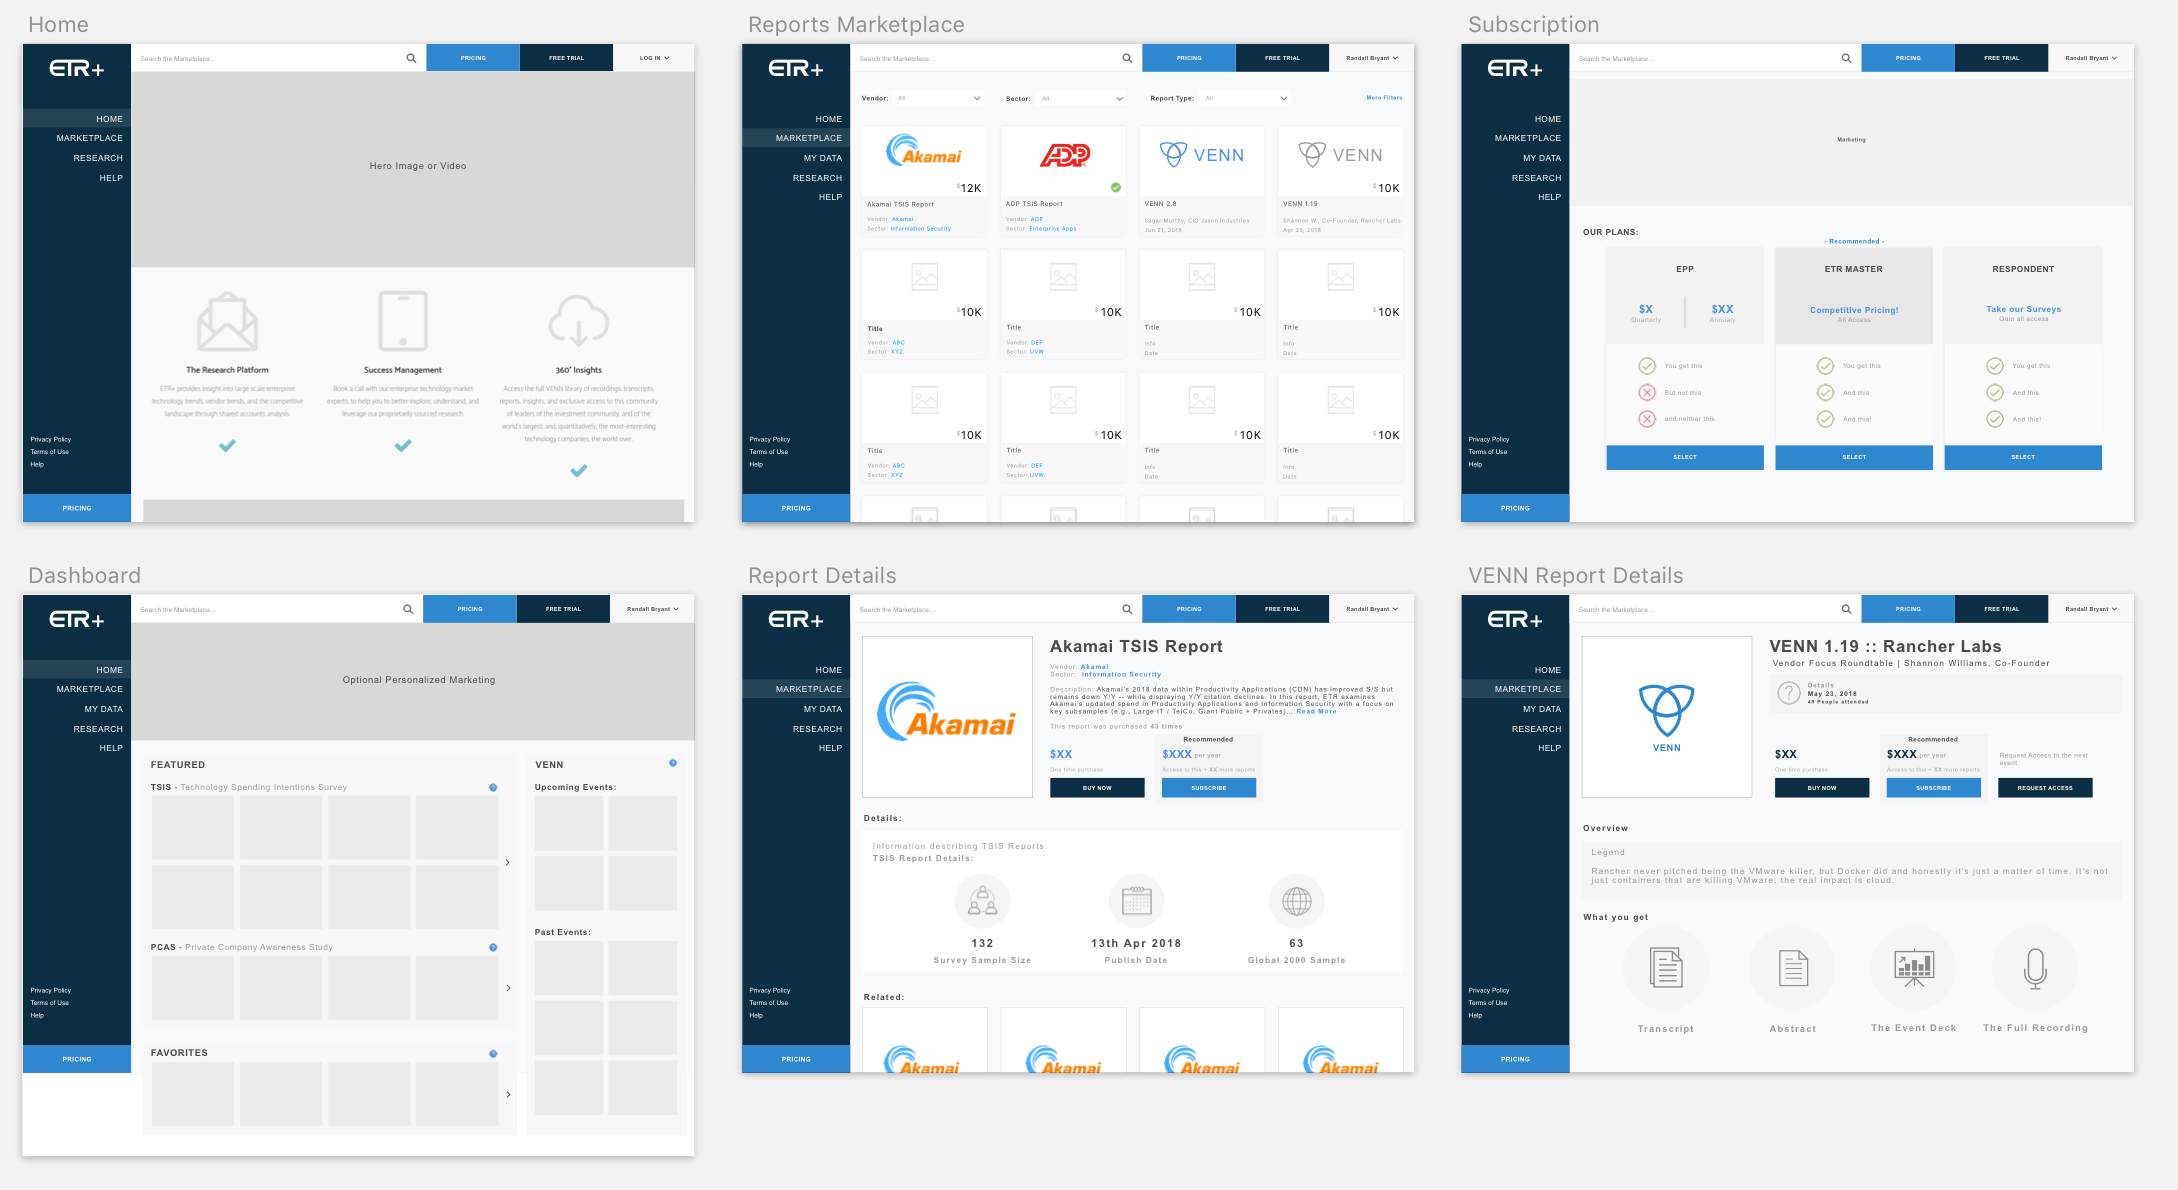 Home
ETR+
Search the Marketplace...
PRICING
FREE TRIAL
LOG IN
HOME
MARKETPLACE
RESEARCH
HELP
Hero Image or Video
The Research Platform
ETR+ provides insight into large scale enterprise
technology trends, vendor trends, and the competitive
landscape through shared accounts analysis.
Success Management
Book a call with our enterprise technology market
experts, to help you to better explore, understand, and
leverage our proprietarily sourced research.
360° Insights
Access the full VENN library of recordings, transcripts,
reports, insights, and exclusive access to this community
of leaders of the investment community, and of the
world's largest, and, quantitatively, the most-interesting
technology companies, the world over.
Privacy Policy
Terms of Use
Help
PRICING
Reports Marketplace
ETR+
Search the Marketplace...
PRICING
FREE TRIAL
Randall Bryant
HOME
MARKETPLACE
MY DATA
RESEARCH
HELP
Vendor: All
Sector: All
Report Type: All
More Filters
Akamai
$12K
Akamai TSIS Report
Vendor: Akamai
Sector: Information Security
ADP
ADP TSIS Report
Vendor: ADP
Sector: Enterprise Apps
VENN
VENN 2.8
Sagar Murthy, CIO Jason Industries
Jun 21, 2018
VENN
$10K
VENN 1.19
Shannon W., Co-Founder, Rancher Labs
Apr 25, 2018
$10K
Title
Vendor: ABC
Sector: XYZ
$10K
Title
Vendor: DEF
Sector: UVW
$10K
Title
Info
Date
$10K
Title
Info
Date
$10K
Title
Vendor: ABC
Sector: XYZ
$10K
Title
Vendor: DEF
Sector: UVW
$10K
Title
Info
Date
$10K
Title
Info
Date
Privacy Policy
Terms of Use
Help
PRICING
Subscription
ETR+
Search the Marketplace...
PRICING
FREE TRIAL
Randall Bryant
HOME
MARKETPLACE
MY DATA
RESEARCH
HELP
Marketing
OUR PLANS:
EPP
$X
Quarterly
$XX
Annualy
You get this
But not this
and neither this
SELECT
- Recommended -
ETR MASTER
Competitive Pricing!
All Access
You get this
And this
And this!
SELECT
RESPONDENT
Take our Surveys
Gain all access
You get this
And this
And this!
SELECT
Privacy Policy
Terms of Use
Help
PRICING
Dashboard
ETR+
Search the Marketplace...
PRICING
FREE TRIAL
Randall Bryant
HOME
MARKETPLACE
MY DATA
RESEARCH
HELP
Optional Personalized Marketing
FEATURED
?
TSIS - Technology Spending Intentions Survey
?
PCAS - Private Company Awareness Study
?
FAVORITES
?
VENN
Upcoming Events:
Past Events:
Privacy Policy
Terms of Use
Help
PRICING
Report Details
ETR+
Search the Marketplace...
PRICING
FREE TRIAL
Randall Bryant
HOME
MARKETPLACE
MY DATA
RESEARCH
HELP
Akamai
Akamai TSIS Report
Vendor: Akamai
Sector: Information Security
Description: Akamai's 2018 data within Productivity Applications (CDN) has improved S/S but
remains down Y/Y -- while displaying Y/Y citation declines. In this report, ETR examines
Akamai's updated spend in Productivity Applications and Information Security with a focus on
key subsamples (e.g., Large IT / TelCo, Giant Public + Privates)... Read More
This report was purchased 43 times
$XX
One time purchase
BUY NOW
Recommended
$XXX per year
Access to this + XX more reports
SUBSCRIBE
Details:
Information describing TSIS Reports.
TSIS Report Details:
132
Survey Sample Size
13th Apr 2018
Publish Date
63
Global 2000 Sample
Related:
Akamai
Akamai
Akamai
Akamai
Privacy Policy
Terms of Use
Help
PRICING
VENN Report Details
ETR+
Search the Marketplace...
PRICING
FREE TRIAL
Randall Bryant
HOME
MARKETPLACE
MY DATA
RESEARCH
HELP
VENN
VENN 1.19 :: Rancher Labs
Vendor Focus Roundtable | Shannon Williams, Co-Founder
?
Details
May 23, 2018
48 People attended
$XX
One time purchase
BUY NOW
Recommended
$XXX per year
Access to this + XX more reports
SUBSCRIBE
Request Access to the next
event
REQUEST ACCESS
Overview
Legend
Rancher never pitched being the VMware killer, but Docker did and honestly it's just a matter of time. It's not
just containers that are killing VMware; the real impact is cloud.
What you get
Transcript
Abstract
The Event Deck
The Full Recording
Privacy Policy
Terms of Use
Help
PRICING